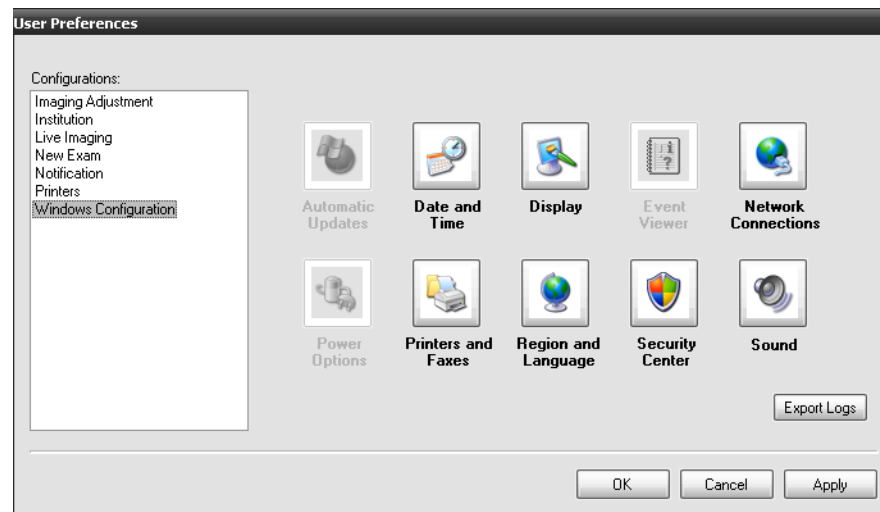 User Preferences
Configurations:
Imaging Adjustment
Institution
Live Imaging
New Exam
Notification
Printers
Windows Configuration
Automatic
Updates
Date and
Time
Display
Event
Viewer
Network
Connections
Power
Options
Printers and
Faxes
Region and
Language
Security
Center
Sound
Export Logs
OK
Cancel
Apply